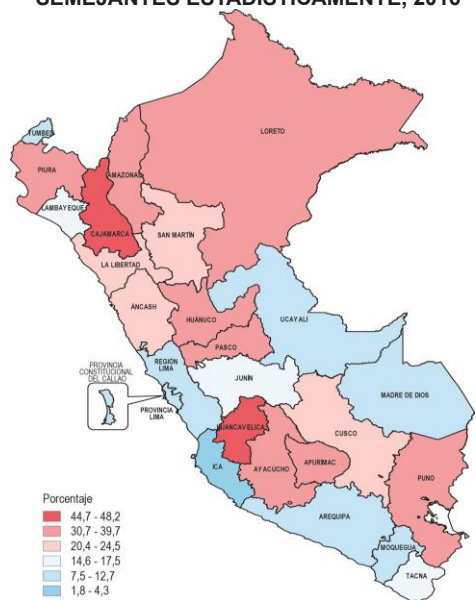 SEMEJANTES ESTADÍSTICAMENTE, 2016
TUMBES
LORETO
PIURA
AMAZONAS
LAMBAYEQUE
CAJAMARCA
SAN MARTÍN
LA LIBERTAD
ÁNCASH
HUÁNUCO
UCAYALI
PASCO
PROVINCIA
CONSTITUCIONAL
DEL CALLAO
REGIÓN
LIMA
JUNÍN
MADRE DE DIOS
PROVINCIA
LIMA
HUANCAVELICA
CUSCO
ICA
AYACUCHO
APURÍMAC
PUNO
AREQUIPA
MOQUEGUA
TACNA
Porcentaje
44,7 - 48,2
30,7 - 39,7
20,4 - 24,5
14,6 - 17,5
7,5 - 12,7
1,8 - 4,3